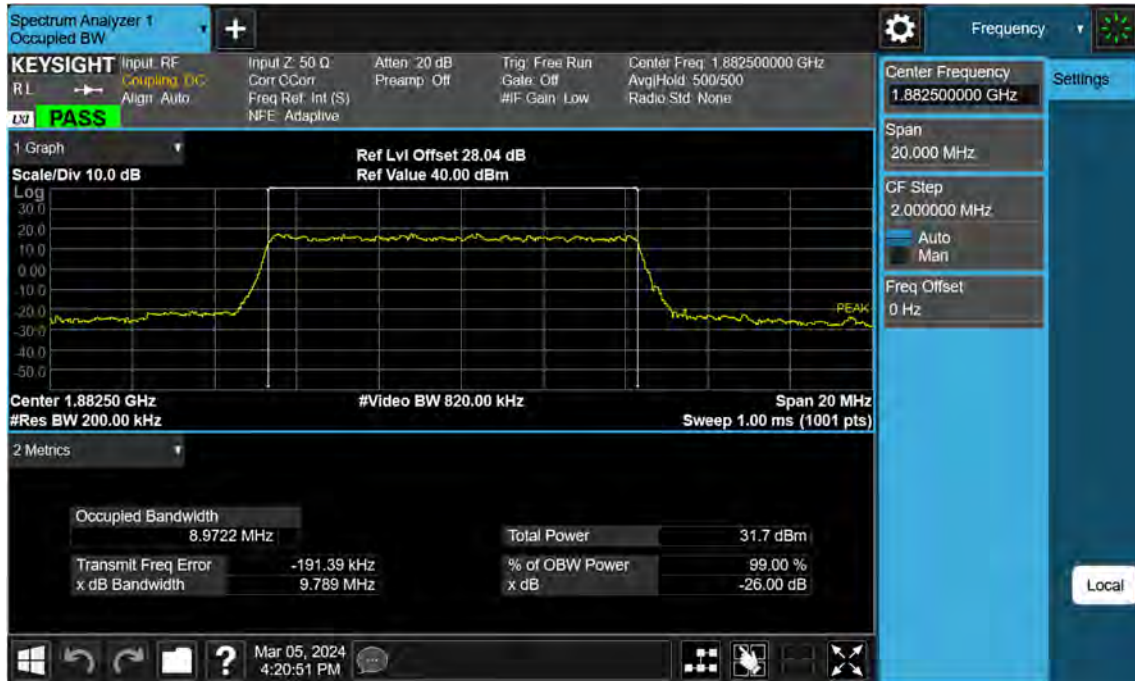 Spectrum Analyzer 1
Occupied BW
+
Frequency
KEYSIGHT
RL
LXI PASS
Input: RF
Coupling: DC
Align: Auto
Input Z: 50 Ω
Corr CCorr
Freq Ref: Int (S)
NFE: Adaptive
Atten: 20 dB
Preamp: Off
Trig: Free Run
Gate: Off
#IF Gain: Low
Center Freq: 1.882500000 GHz
Avg|Hold: 500/500
Radio Std: None
Center Frequency
1.882500000 GHz
Settings
Span
20.000 MHz
CF Step
2.000000 MHz
Auto
Man
Freq Offset
0 Hz
1 Graph
Scale/Div 10.0 dB
Ref Lvl Offset 28.04 dB
Ref Value 40.00 dBm
Log
30.0
20.0
10.0
0.00
-10.0
-20.0
-30.0
-40.0
-50.0
PEAK
Center 1.88250 GHz
#Video BW 820.00 kHz
Span 20 MHz
#Res BW 200.00 kHz
Sweep 1.00 ms (1001 pts)
2 Metrics
Occupied Bandwidth
8.9722 MHz
Total Power 31.7 dBm
Transmit Freq Error -191.39 kHz
% of OBW Power 99.00 %
x dB Bandwidth 9.789 MHz
x dB -26.00 dB
Local
?
Mar 05, 2024
4:20:51 PM